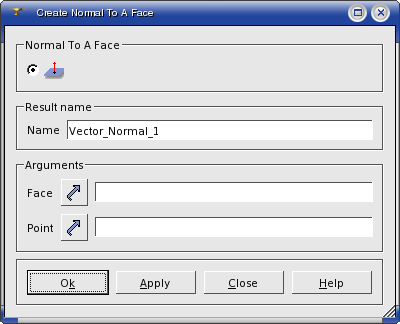 Create Normal To A Face
Normal To A Face
Result name
Name Vector_Normal_1
Arguments
Face
Point
Ok Apply Close Help